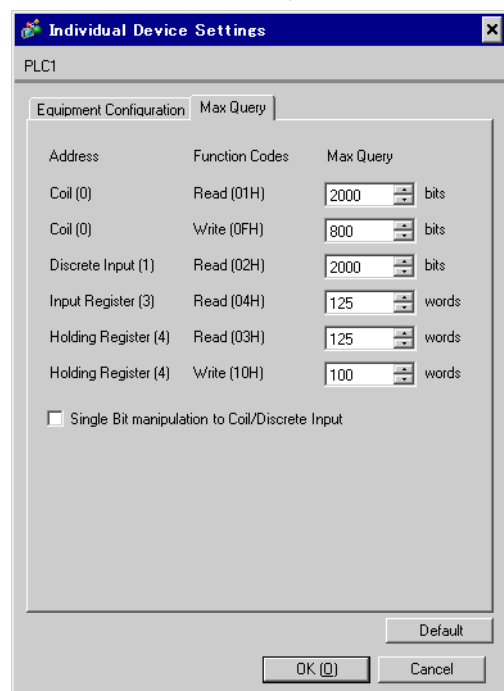 Individual Device Settings
PLC1
Equipment Configuration Max Query
Address Function Codes Max Query
Coil (0) Read (01H) 2000 bits
Coil (0) Write (0FH) 800 bits
Discrete Input (1) Read (02H) 2000 bits
Input Register (3) Read (04H) 125 words
Holding Register (4) Read (03H) 125 words
Holding Register (4) Write (10H) 100 words
Single Bit manipulation to Coil/Discrete Input
Default
OK (O) Cancel